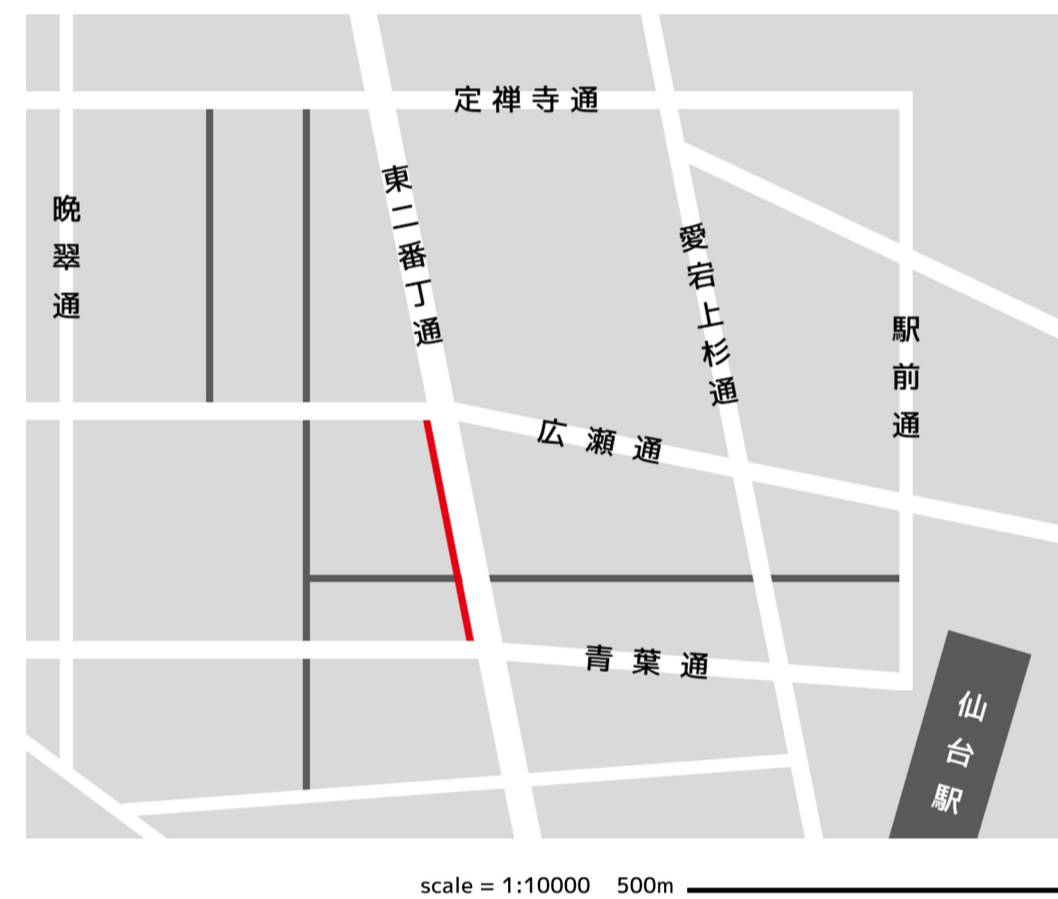 定禅寺通
晩翠通
東二番丁通
愛宕上杉通
駅前通
広瀬通
青葉通
仙台駅
scale = 1:10000 500m